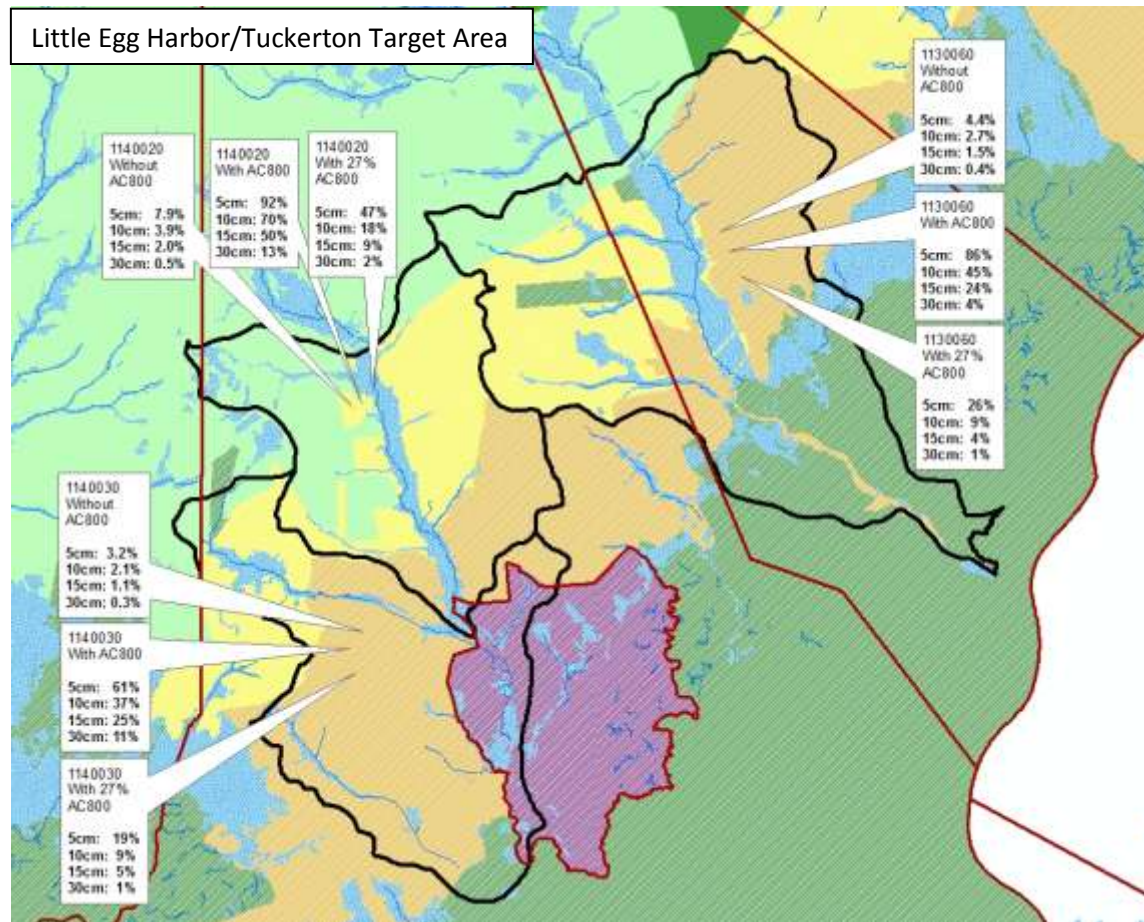 Little Egg Harbor/Tuckerton Target Area
1140020
Without
AC800
5cm: 7.9%
10cm: 3.9%
15cm: 2.0%
30cm: 0.5%
1140020
With AC800
5cm: 92%
10cm: 70%
15cm: 50%
30cm: 13%
1140020
With 27%
AC800
5cm: 47%
10cm: 18%
15cm: 9%
30cm: 2%
1130060
Without
AC800
5cm: 4.4%
10cm: 2.7%
15cm: 1.5%
30cm: 0.4%
1130060
With AC800
5cm: 86%
10cm: 45%
15cm: 24%
30cm: 4%
1130060
With 27%
AC800
5cm: 26%
10cm: 9%
15cm: 4%
30cm: 1%
1140030
Without
AC800
5cm: 3.2%
10cm: 2.1%
15cm: 1.1%
30cm: 0.3%
1140030
With AC800
5cm: 61%
10cm: 37%
15cm: 25%
30cm: 11%
1140030
With 27%
AC800
5cm: 19%
10cm: 9%
15cm: 5%
30cm: 1%